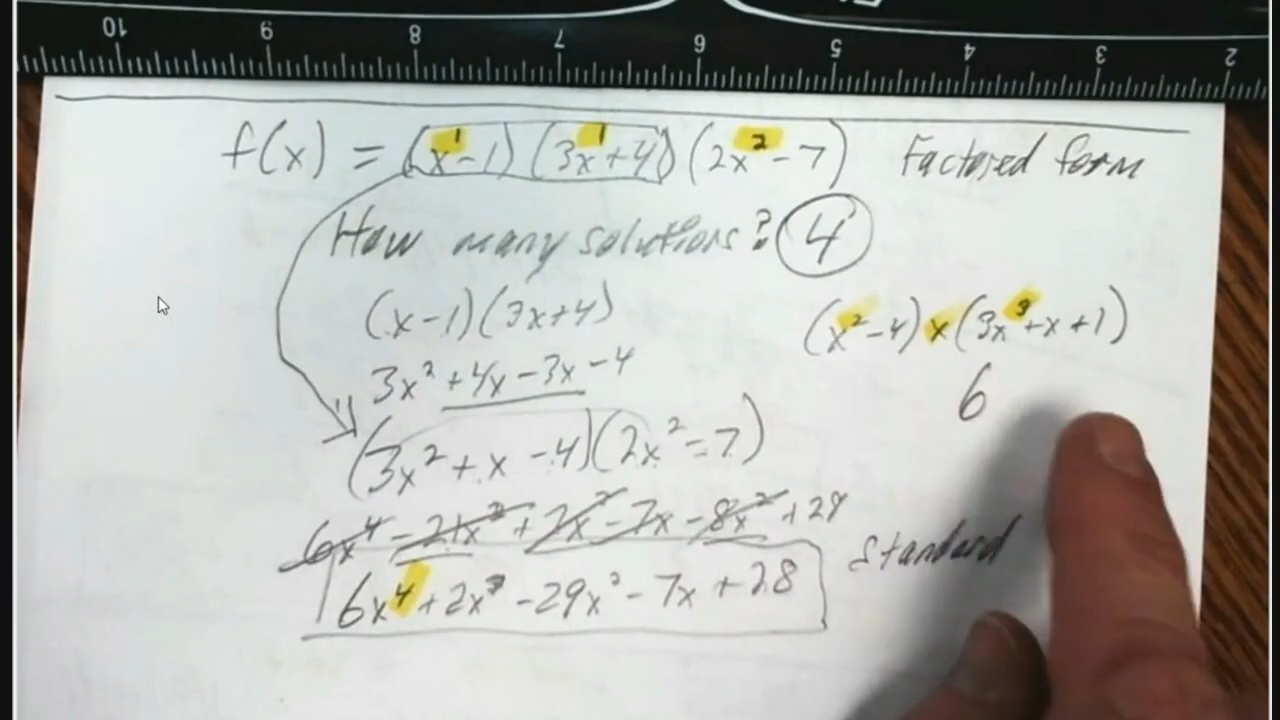 10 9 8 7 6 5 4 3 2
f(x) = (x¹-1) (3x¹+4) (2x²-7) Factored form
How many solutions? 4
(x-1)(3x+4)
(x²-4) x (3x³+x+1)
3x² +4x-3x-4
6
(3x²+x-4)(2x²-7)
6x⁴-21x²+2x³-7x-8x²+28
Standard
6x⁴+2x³-29x²-7x+28